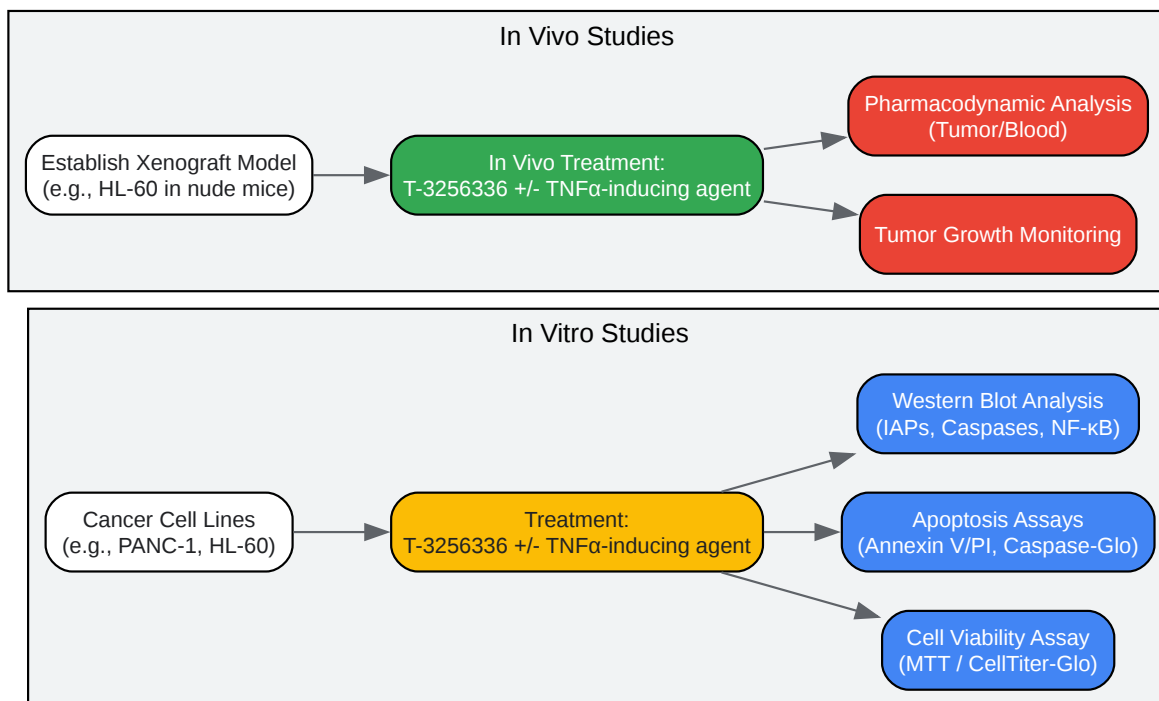 In Vivo Studies
Establish Xenograft Model
(e.g., HL-60 in nude mice)
In Vivo Treatment:
T-3256336 +/- TNFα-inducing agent
Pharmacodynamic Analysis
(Tumor/Blood)
Tumor Growth Monitoring
In Vitro Studies
Cancer Cell Lines
(e.g., PANC-1, HL-60)
Treatment:
T-3256336 +/- TNFα-inducing agent
Western Blot Analysis
(IAPs, Caspases, NF-κB)
Apoptosis Assays
(Annexin V/PI, Caspase-Glo)
Cell Viability Assay
(MTT / CellTiter-Glo)